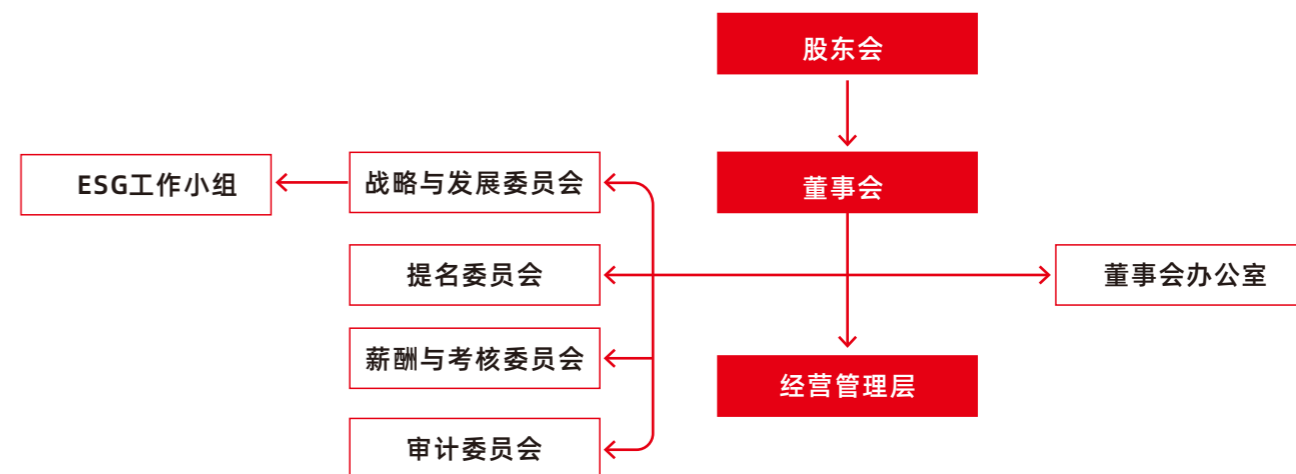 股东会
董事会
ESG工作小组
战略与发展委员会
提名委员会
董事会办公室
薪酬与考核委员会
经营管理层
审计委员会